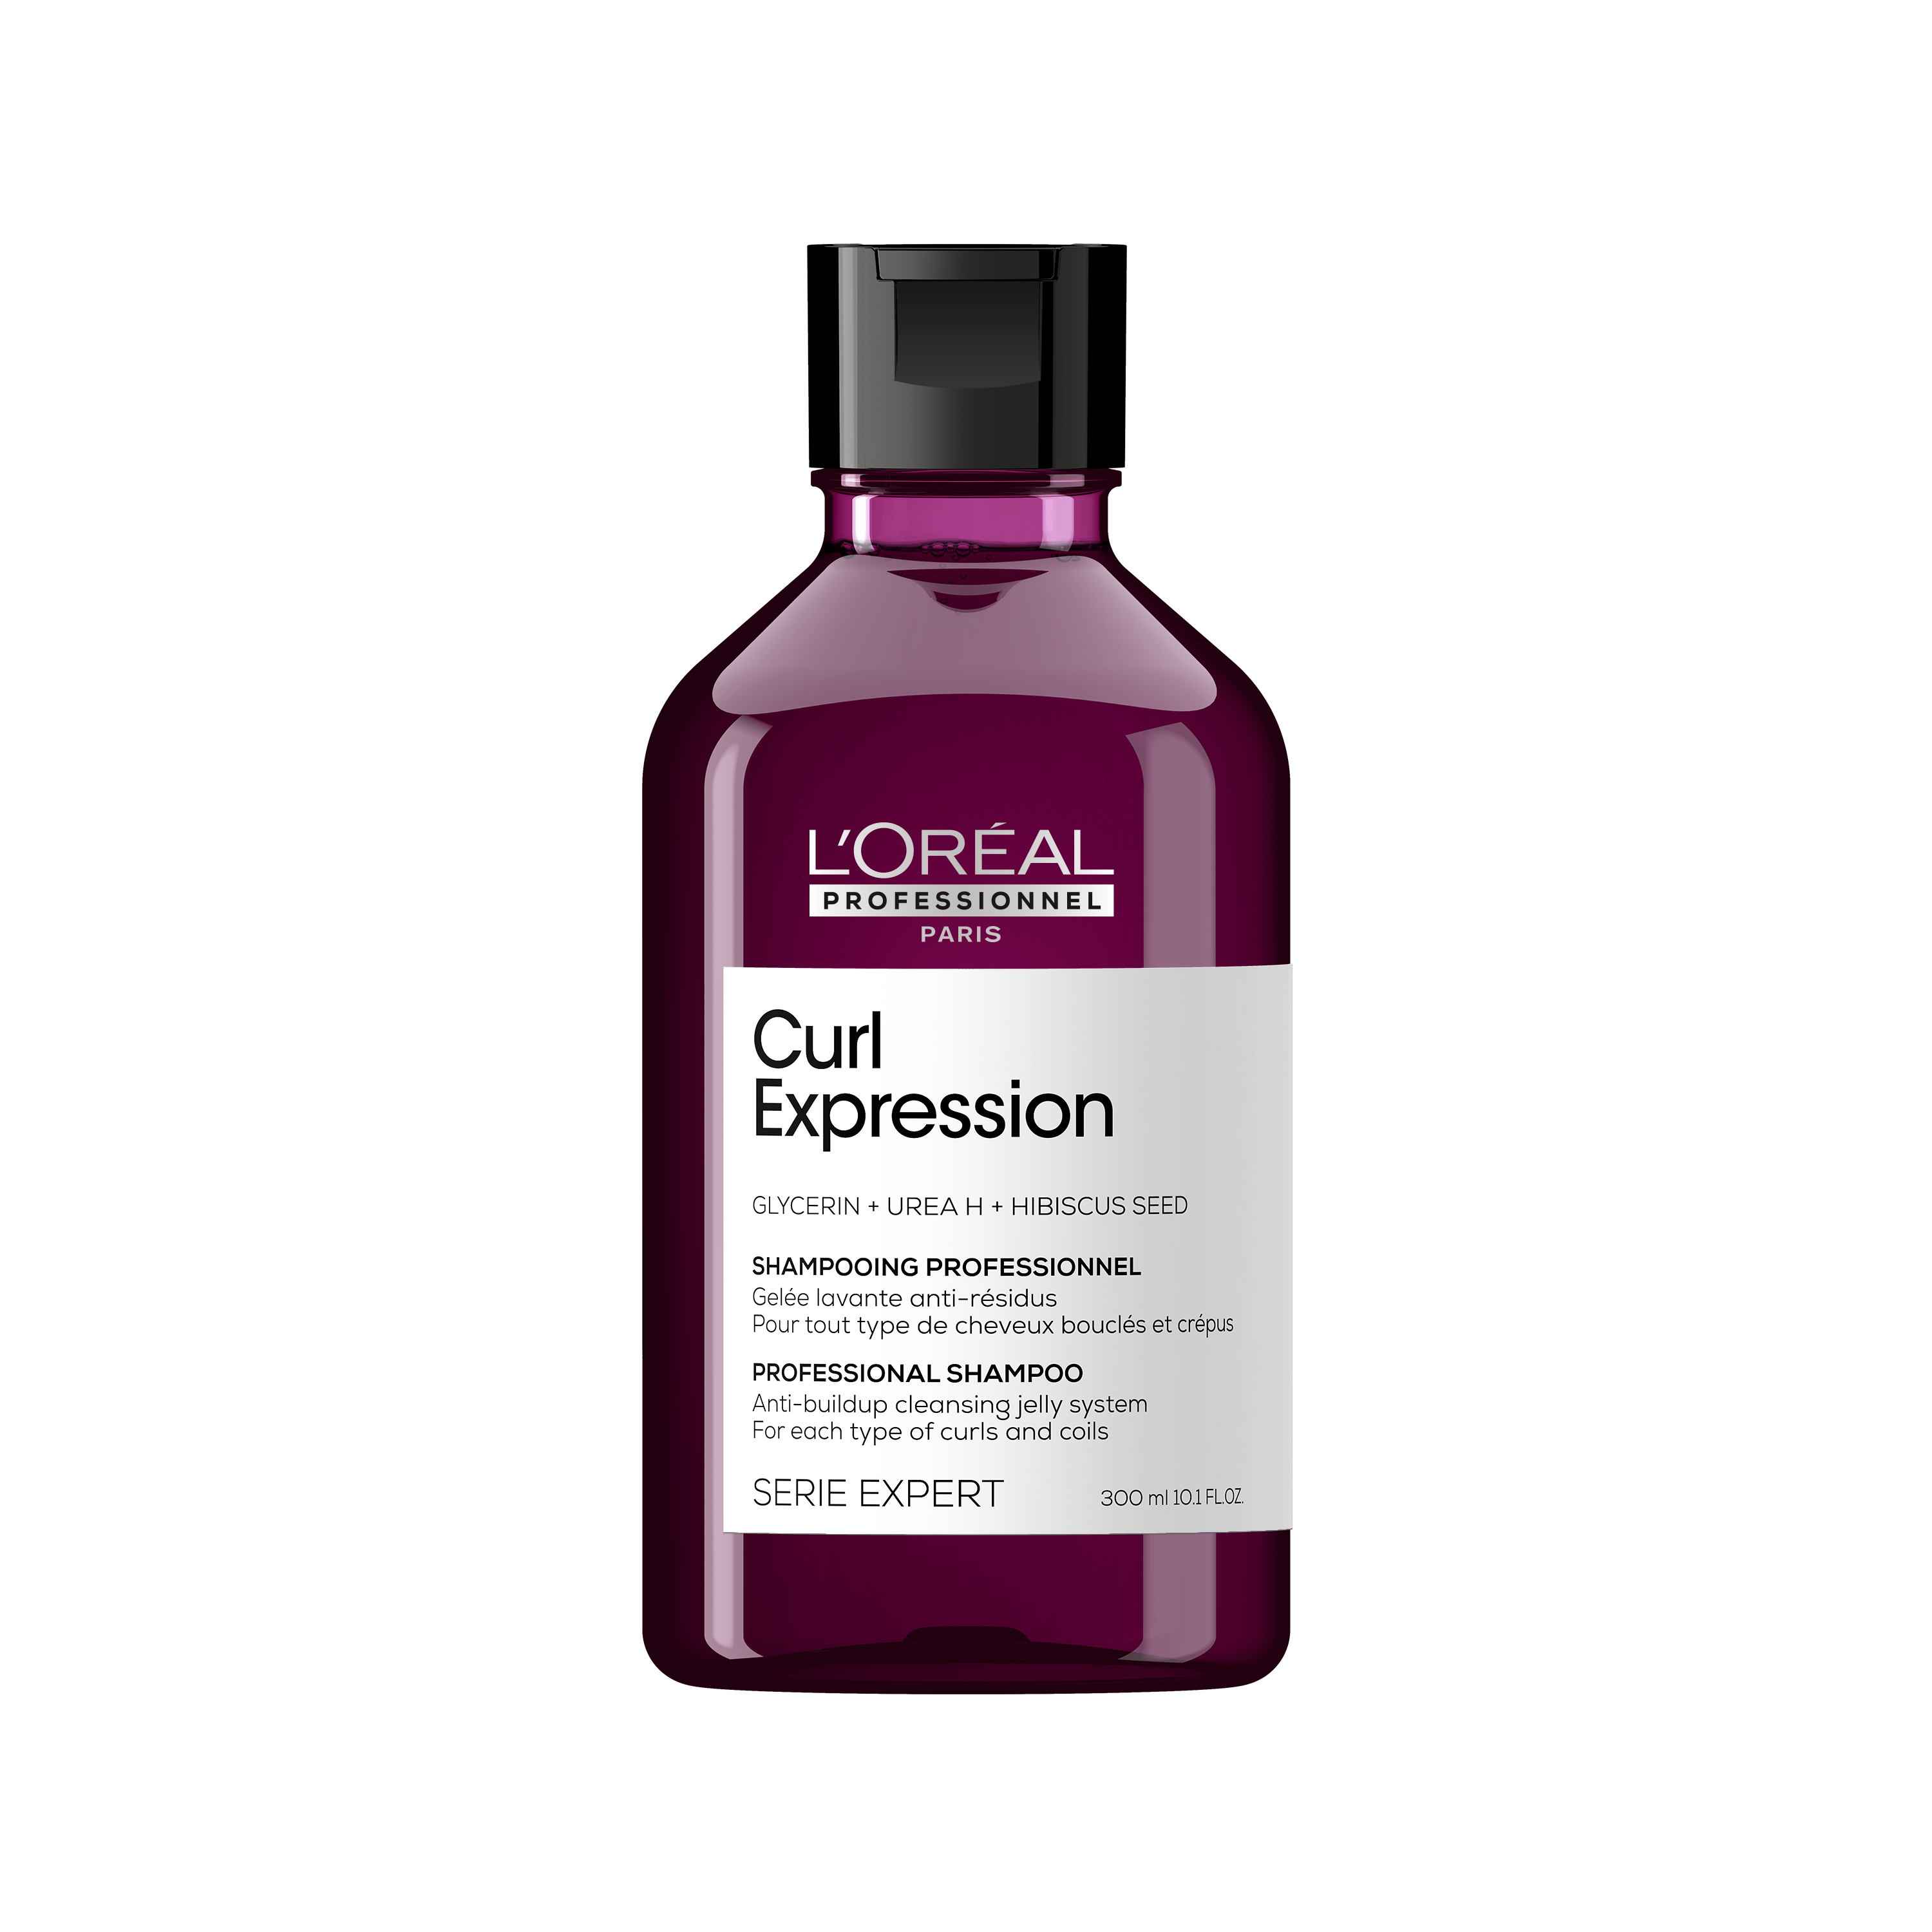 L'ORÉAL
PROFESSIONNEL
PARIS
Curl
Expression
GLYCERIN + UREA H + HIBISCUS SEED
SHAMPOOING PROFESSIONNEL
Gelée lavante anti-résidus
Pour tout type de cheveux bouclés et crépus
PROFESSIONAL SHAMPOO
Anti-buildup cleansing jelly system
For each type of curls and coils
SERIE EXPERT 300 ml 10.1 FL.OZ.